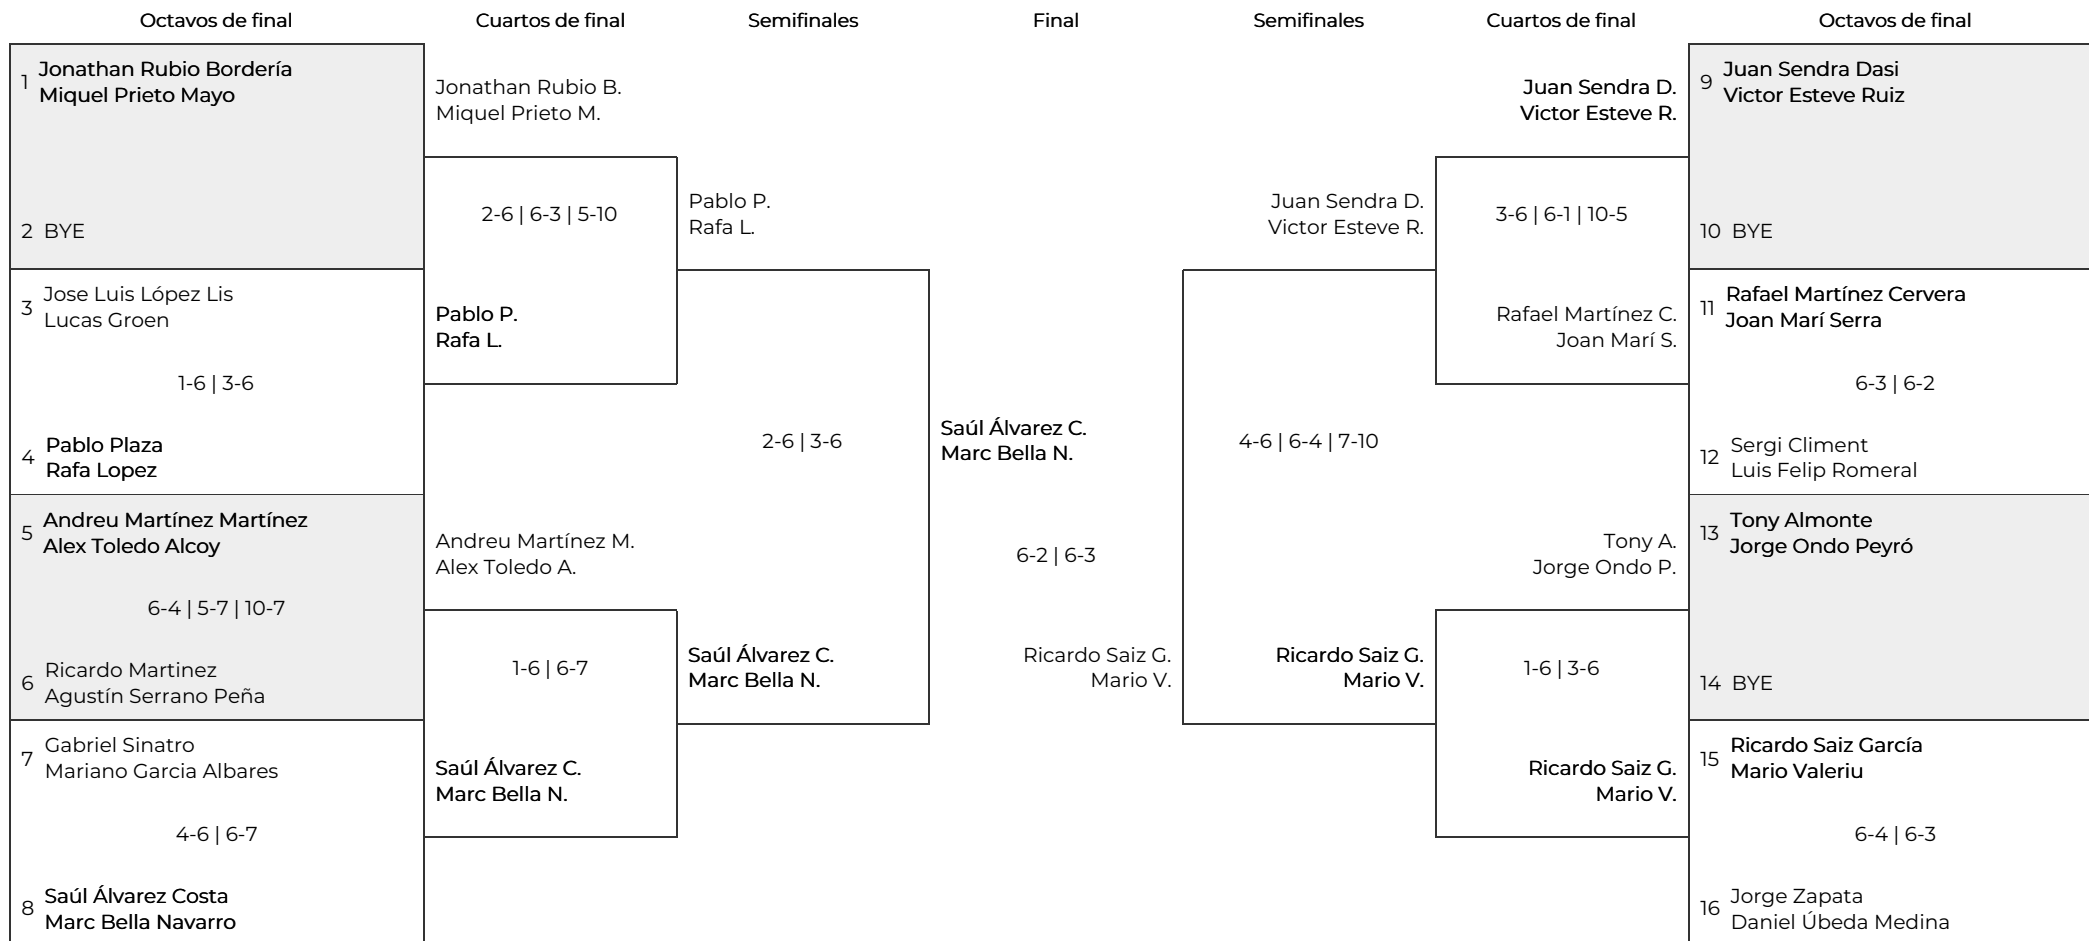 Octavos de final
Cuartos de final
Semifinales
Final
Semifinales
Cuartos de final
Octavos de final
1 Jonathan Rubio Bordería
Miquel Prieto Mayo
2 BYE
3 Jose Luis López Lis
Lucas Groen
1-6 | 3-6
4 Pablo Plaza
Rafa Lopez
5 Andreu Martínez Martínez
Alex Toledo Alcoy
6-4 | 5-7 | 10-7
6 Ricardo Martinez
Agustín Serrano Peña
7 Gabriel Sinatro
Mariano Garcia Albares
4-6 | 6-7
8 Saúl Álvarez Costa
Marc Bella Navarro
Jonathan Rubio B.
Miquel Prieto M.
2-6 | 6-3 | 5-10
Pablo P.
Rafa L.
Andreu Martínez M.
Alex Toledo A.
1-6 | 6-7
Saúl Álvarez C.
Marc Bella N.
Pablo P.
Rafa L.
2-6 | 3-6
Saúl Álvarez C.
Marc Bella N.
Saúl Álvarez C.
Marc Bella N.
6-2 | 6-3
Ricardo Saiz G.
Mario V.
Juan Sendra D.
Victor Esteve R.
4-6 | 6-4 | 7-10
Ricardo Saiz G.
Mario V.
Juan Sendra D.
Victor Esteve R.
3-6 | 6-1 | 10-5
Rafael Martínez C.
Joan Marí S.
Tony A.
Jorge Ondo P.
1-6 | 3-6
Ricardo Saiz G.
Mario V.
9 Juan Sendra Dasi
Victor Esteve Ruiz
10 BYE
11 Rafael Martínez Cervera
Joan Marí Serra
6-3 | 6-2
12 Sergi Climent
Luis Felip Romeral
13 Tony Almonte
Jorge Ondo Peyró
14 BYE
15 Ricardo Saiz García
Mario Valeriu
6-4 | 6-3
16 Jorge Zapata
Daniel Úbeda Medina